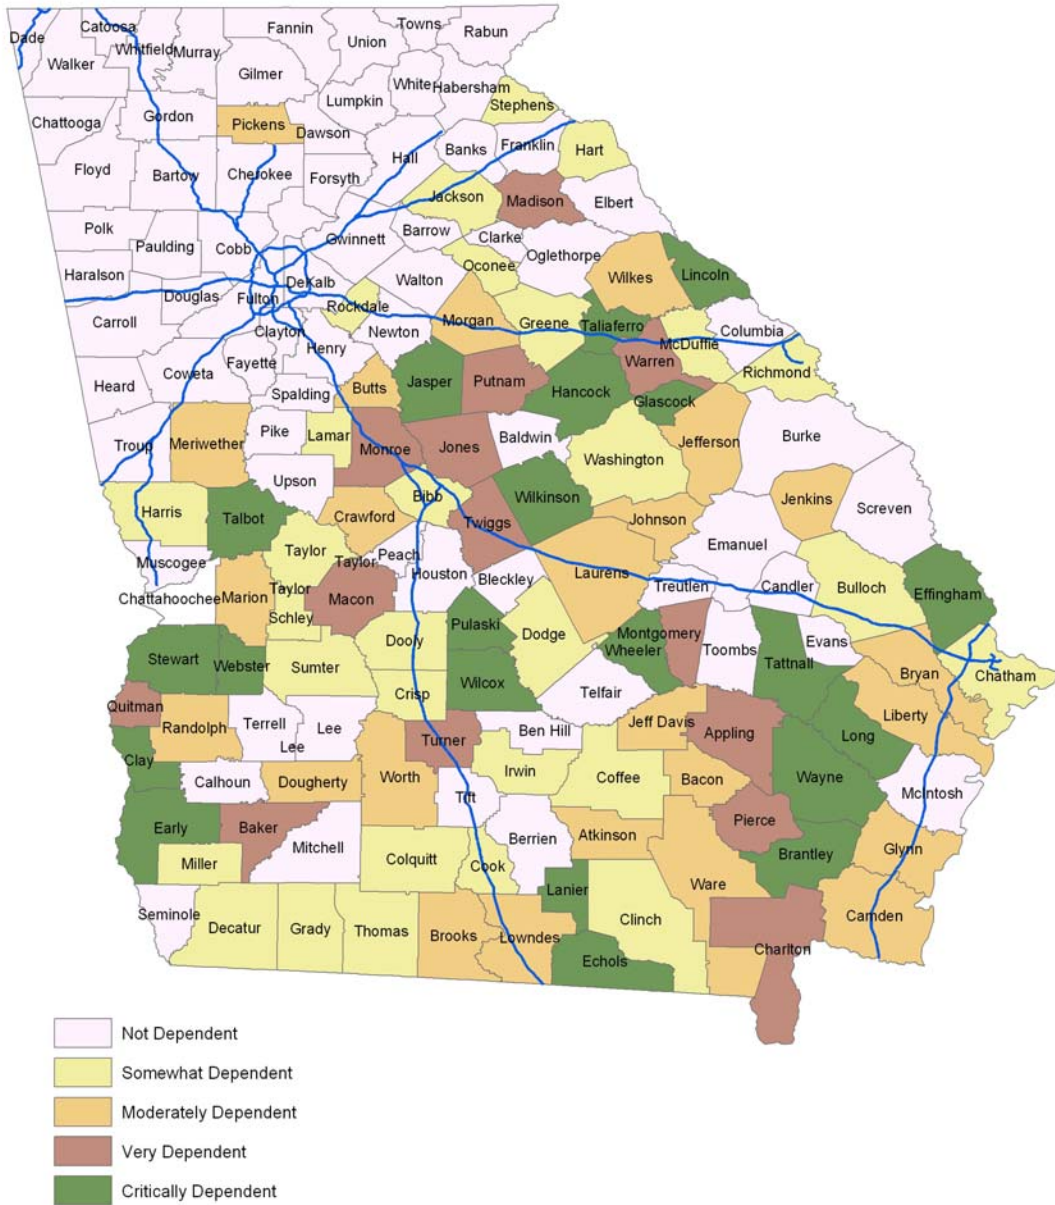 Dade
Catoosa
Whitfield
Murray
Fannin
Union
Towns
Rabun
Walker
Gilmer
White
Habersham
Stephens
Lumpkin
Chattooga
Gordon
Pickens
Dawson
Hall
Banks
Franklin
Hart
Floyd
Bartow
Cherokee
Forsyth
Jackson
Madison
Elbert
Polk
Paulding
Cobb
Gwinnett
Barrow
Clarke
Oglethorpe
Oconee
Haralson
Douglas
Fulton
DeKalb
Walton
Wilkes
Lincoln
Rockdale
Carroll
Clayton
Newton
Morgan
Greene
Taliaferro
McDuffie
Columbia
Henry
Fayette
Coweta
Heard
Spalding
Butts
Jasper
Putnam
Hancock
Warren
Glascock
Richmond
Troup
Meriwether
Pike
Lamar
Monroe
Jones
Baldwin
Washington
Jefferson
Burke
Upson
Bibb
Wilkinson
Jenkins
Screven
Harris
Talbot
Crawford
Twiggs
Johnson
Taylor
Taylor
Peach
Houston
Bleckley
Laurens
Emanuel
Muscogee
Chattahoochee
Marion
Taylor
Macon
Schley
Treutlen
Candler
Bulloch
Effingham
Dooly
Pulaski
Dodge
Montgomery
Wheeler
Toombs
Tattnall
Evans
Bryan
Chatham
Stewart
Webster
Sumter
Crisp
Wilcox
Telfair
Quitman
Randolph
Terrell
Lee
Lee
Turner
Ben Hill
Jeff Davis
Appling
Long
Liberty
Clay
Calhoun
Dougherty
Worth
Irwin
Coffee
Bacon
Wayne
McIntosh
Tift
Early
Baker
Mitchell
Berrien
Atkinson
Pierce
Brantley
Glynn
Miller
Colquitt
Cook
Lanier
Ware
Seminole
Decatur
Grady
Thomas
Brooks
Lowndes
Clinch
Camden
Echols
Charlton
Not Dependent
Somewhat Dependent
Moderately Dependent
Very Dependent
Critically Dependent